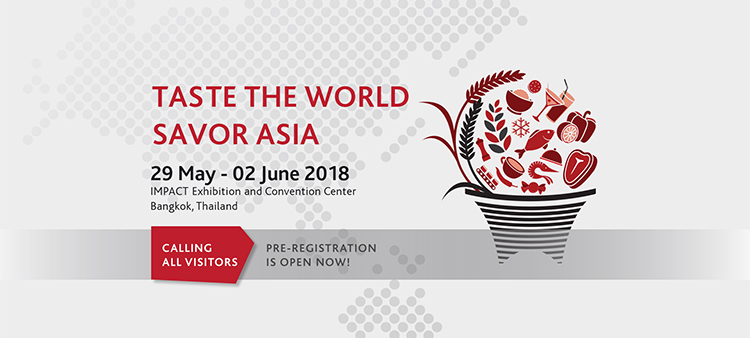 TASTE THE WORLD
SAVOR ASIA
29 May - 02 June 2018
IMPACT Exhibition and Convention Center
Bangkok, Thailand
CALLING
ALL VISITORS
PRE-REGISTRATION
IS OPEN NOW!